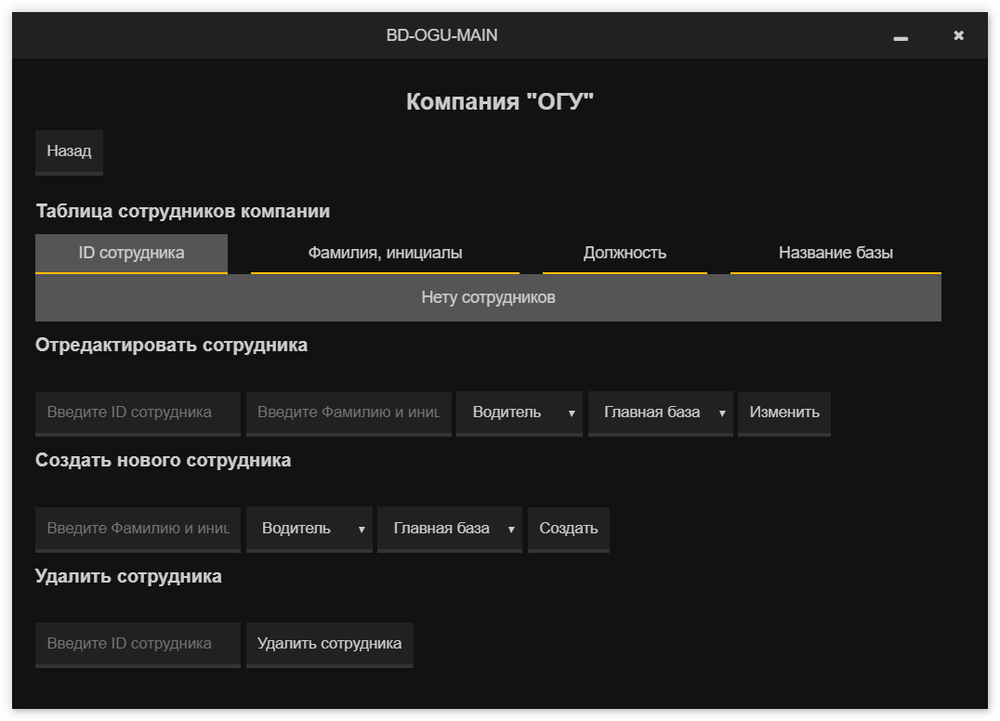 BD-OGU-MAIN
Компания "ОГУ"
Назад
Таблица сотрудников компании
ID сотрудника Фамилия, инициалы Должность Название базы
Нету сотрудников
Отредактировать сотрудника
Введите ID сотрудника Введите Фамилию и иниц Водитель Главная база Изменить
Создать нового сотрудника
Введите Фамилию и иниц Водитель Главная база Создать
Удалить сотрудника
Введите ID сотрудника Удалить сотрудника